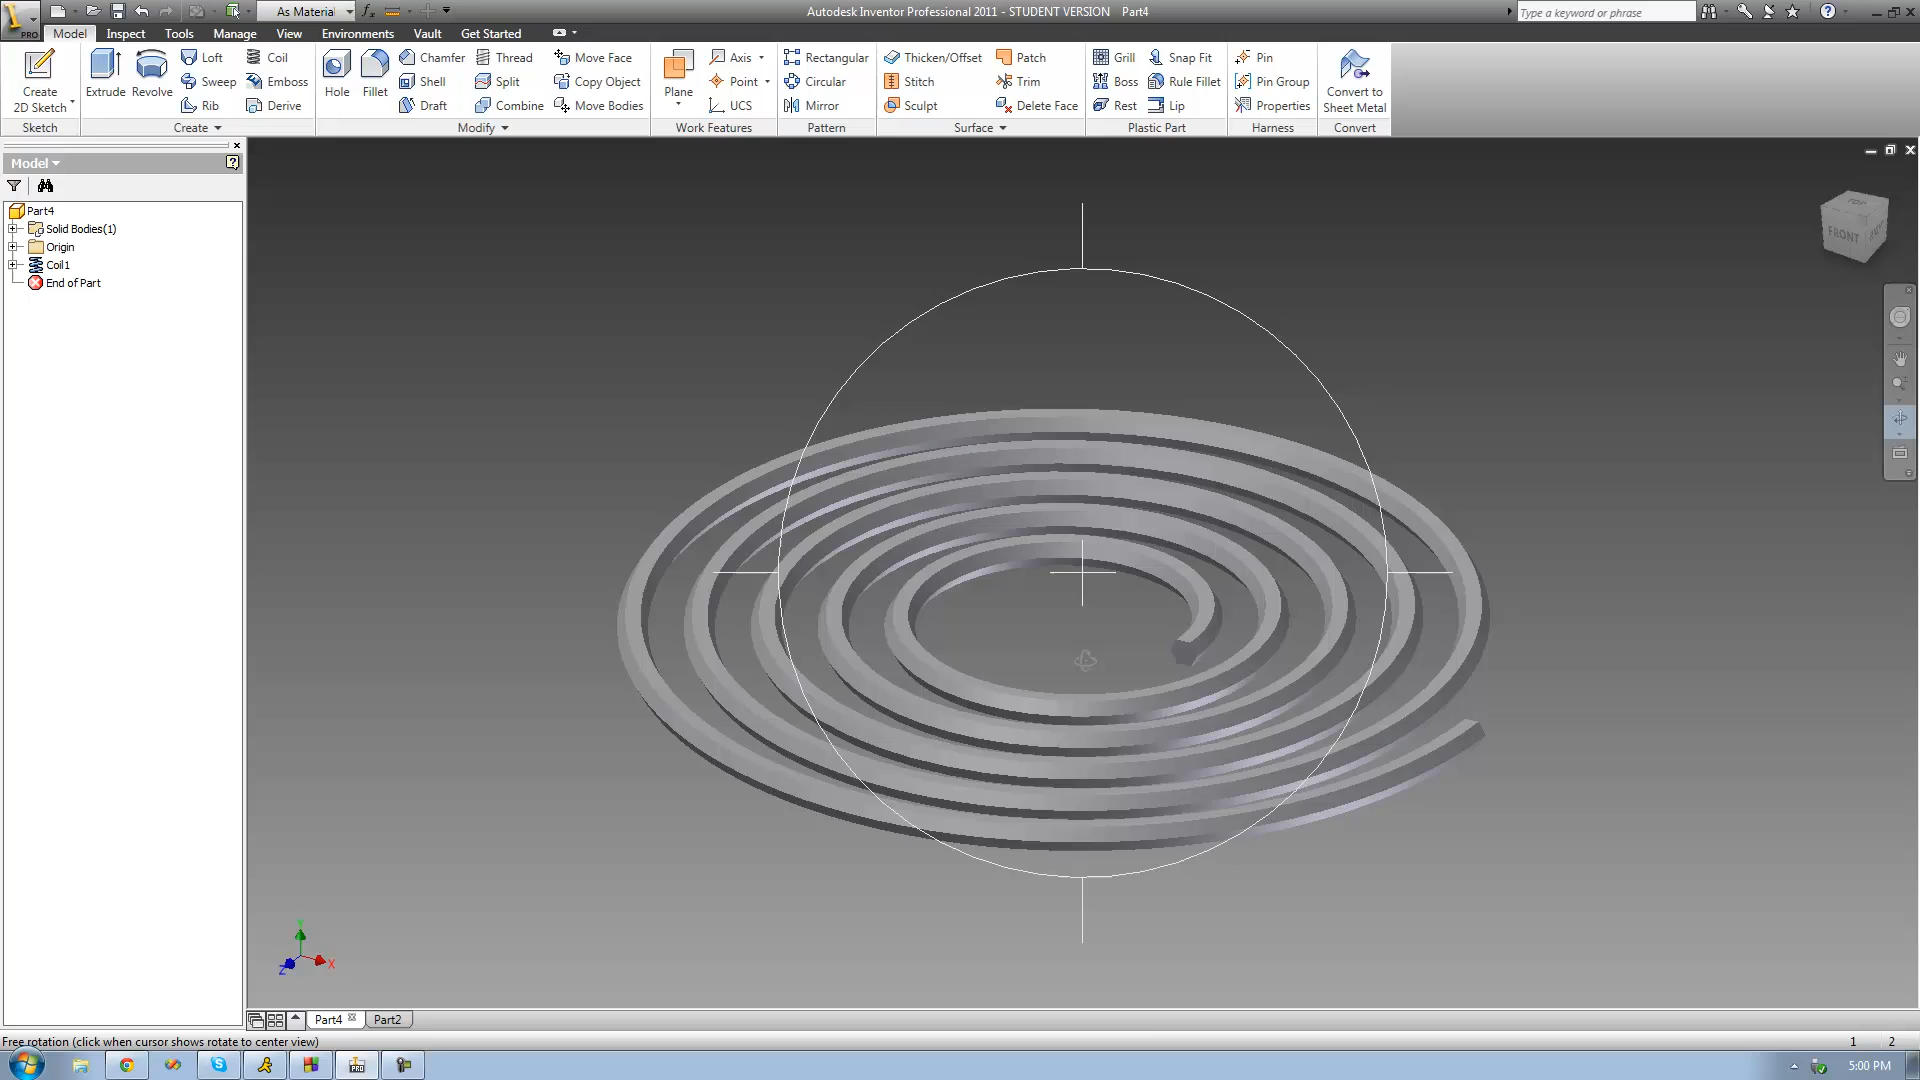 As Material
Autodesk Inventor Professional 2011 - STUDENT VERSION Part4
Type a keyword or phrase
PRO
Model Inspect Tools Manage View Environments Vault Get Started
Create 2D Sketch
Extrude
Revolve
Loft
Sweep
Rib
Coil
Emboss
Derive
Hole
Fillet
Chamfer
Shell
Draft
Thread
Split
Combine
Move Face
Copy Object
Move Bodies
Plane
Axis
Point
UCS
Rectangular
Circular
Mirror
Thicken/Offset
Stitch
Sculpt
Patch
Trim
Delete Face
Grill
Boss
Rest
Snap Fit
Rule Fillet
Lip
Pin
Pin Group
Properties
Convert to Sheet Metal
Sketch Create Modify Work Features Pattern Surface Plastic Part Harness Convert
Model
Part4
Solid Bodies(1)
Origin
Coil1
End of Part
TOP
FRONT
Y
Z
X
Part4 Part2
Free rotation (click when cursor shows rotate to center view)
1 2
PRO
5:00 PM